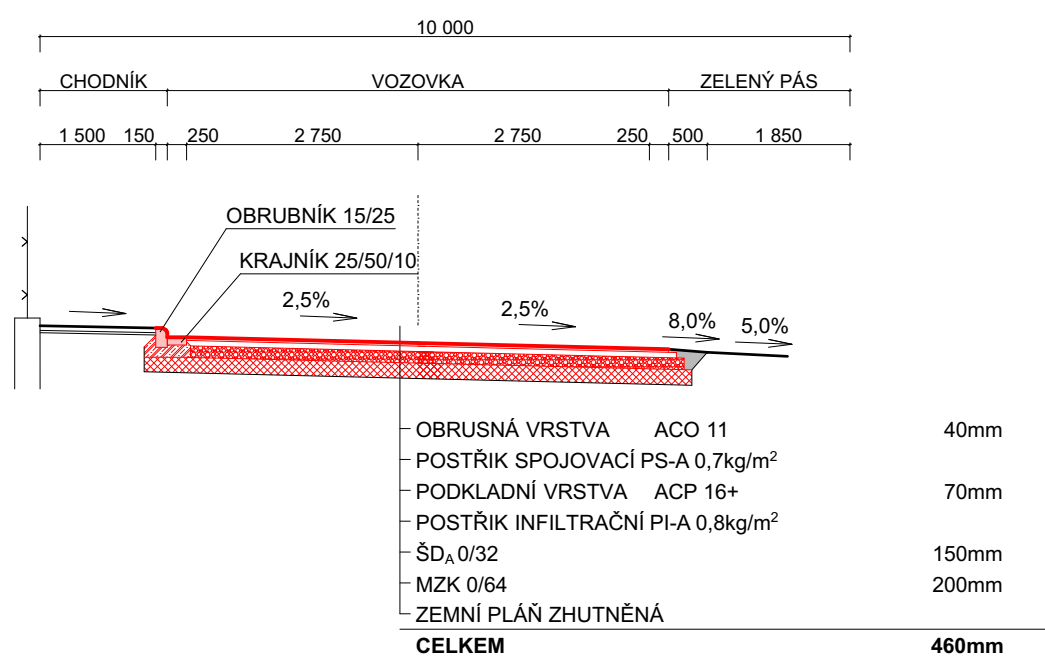 10 000
CHODNÍK VOZOVKA ZELENÝ PÁS
1 500 150 250 2 750 2 750 250 500 1 850
OBRUBNÍK 15/25
KRAJNÍK 25/50/10
2,5% 2,5% 8,0% 5,0%
OBRUSNÁ VRSTVA ACO 11 40mm
POSTŘIK SPOJOVACÍ PS-A 0,7kg/m²
PODKLADNÍ VRSTVA ACP 16+ 70mm
POSTŘIK INFILTRAČNÍ PI-A 0,8kg/m²
ŠDA 0/32 150mm
MZK 0/64 200mm
ZEMNÍ PLÁŇ ZHUTNĚNÁ
CELKEM 460mm